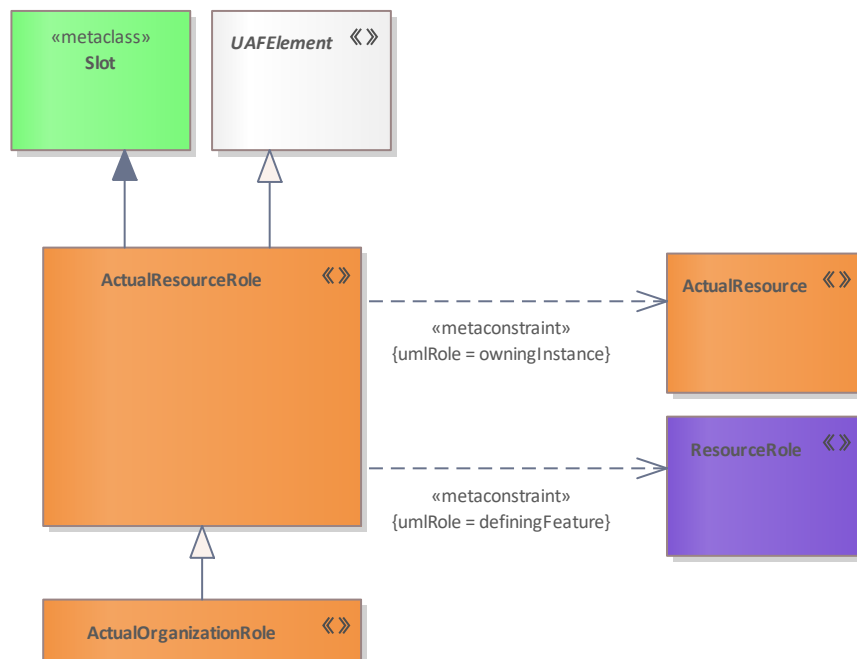 «metaclass»
Slot
UAFElement «»
ActualResourceRole «»
«metaconstraint»
{umlRole = owningInstance}
ActualResource «»
«metaconstraint»
{umlRole = definingFeature}
ResourceRole «»
ActualOrganizationRole «»